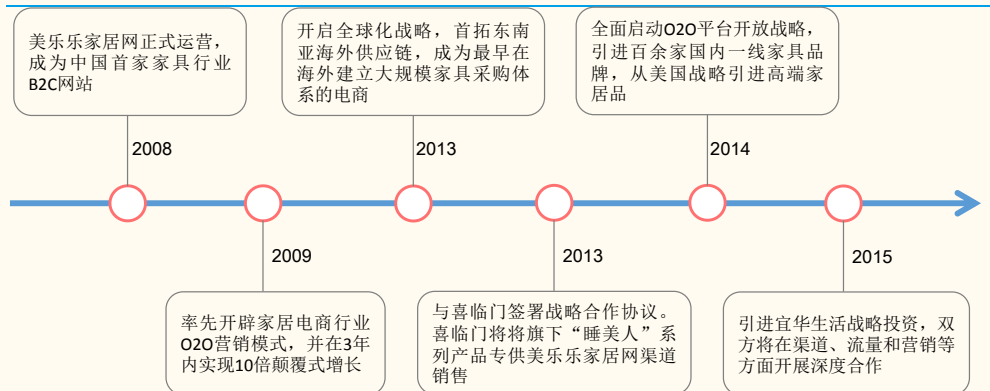 美乐乐家居网正式运营，
成为中国首家家具行业
B2C网站
2008
率先开辟家居电商行业
O2O营销模式，并在3年
内实现10倍颠覆式增长
2009
开启全球化战略，首拓东南
亚海外供应链，成为最早在
海外建立大规模家具采购体
系的电商
2013
与喜临门签署战略合作协议。
喜临门将将旗下“睡美人”系
列产品专供美乐乐家居网渠道
销售
2013
全面启动O2O平台开放战略，
引进百余家国内一线家具品
牌，从美国战略引进高端家
居品
2014
引进宜华生活战略投资，双
方将在渠道、流量和营销等
方面开展深度合作
2015